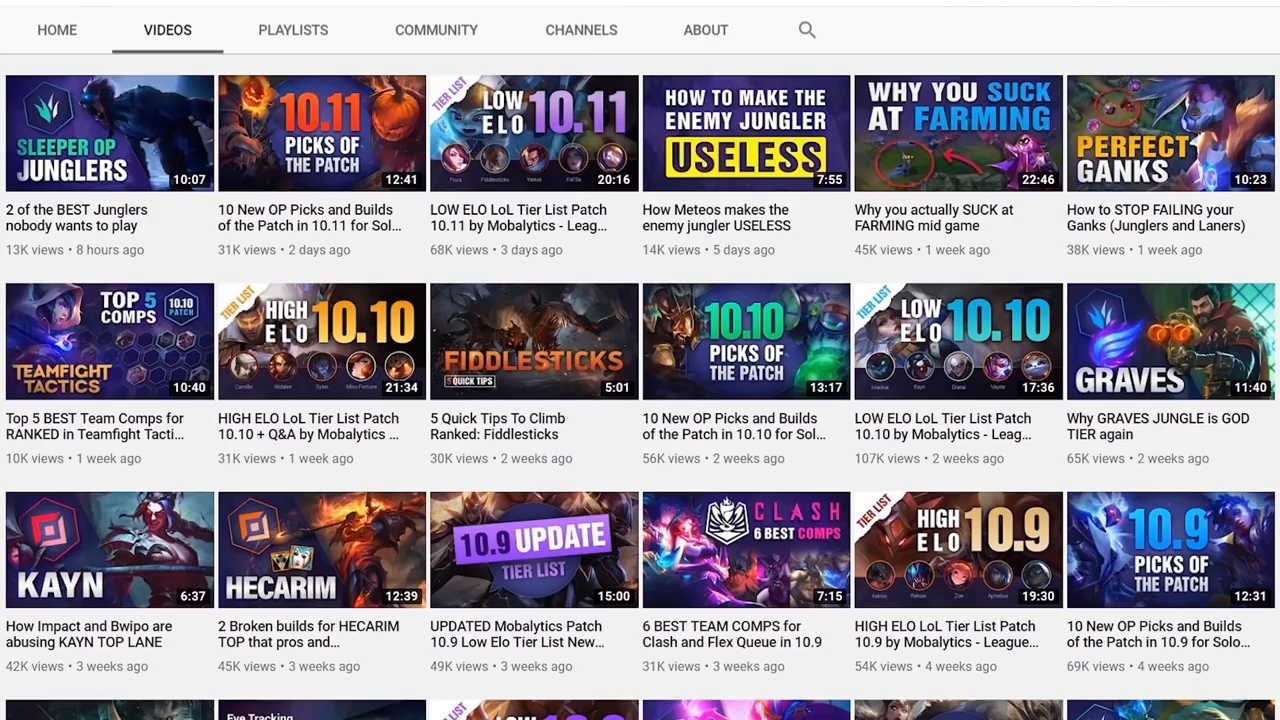 HOME VIDEOS PLAYLISTS COMMUNITY CHANNELS ABOUT
SLEEPER OP
JUNGLERS
10:07
2 of the BEST Junglers
nobody wants to play
13K views • 8 hours ago
10.11
PICKS OF
THE PATCH
12:41
10 New OP Picks and Builds
of the Patch in 10.11 for Sol...
31K views • 2 days ago
TIER LIST
LOW
ELO
10.11
Fiora Fiddlesticks Yasuo Kai'Sa
20:16
LOW ELO LoL Tier List Patch
10.11 by Mobalytics - Leag...
68K views • 3 days ago
HOW TO MAKE THE
ENEMY JUNGLER
USELESS
7:55
How Meteos makes the
enemy jungler USELESS
14K views • 5 days ago
WHY YOU SUCK
AT FARMING
22:46
Why you actually SUCK at
FARMING mid game
45K views • 1 week ago
PERFECT
GANKS
10:23
How to STOP FAILING your
Ganks (Junglers and Laners)
38K views • 1 week ago
TOP 5
COMPS
10.10
PATCH
TEAMFIGHT
TACTICS
10:40
Top 5 BEST Team Comps for
RANKED in Teamfight Tacti...
10K views • 1 week ago
TIER LIST
HIGH
ELO
10.10
Camille Nidalee Sylas Miss Fortune
21:34
HIGH ELO LoL Tier List Patch
10.10 + Q&A by Mobalytics ...
31K views • 1 week ago
FIDDLESTICKS
5 QUICK TIPS
5:01
5 Quick Tips To Climb
Ranked: Fiddlesticks
30K views • 2 weeks ago
10.10
PICKS OF
THE PATCH
13:17
10 New OP Picks and Builds
of the Patch in 10.10 for Sol...
56K views • 2 weeks ago
TIER LIST
LOW
ELO
10.10
Maokai Kayn Diana Vayne
17:36
LOW ELO LoL Tier List Patch
10.10 by Mobalytics - Leag...
107K views • 2 weeks ago
GRAVES
11:40
Why GRAVES JUNGLE is GOD
TIER again
65K views • 2 weeks ago
KAYN
6:37
How Impact and Bwipo are
abusing KAYN TOP LANE
42K views • 3 weeks ago
HECARIM
12:39
2 Broken builds for HECARIM
TOP that pros and...
45K views • 3 weeks ago
10.9 UPDATE
TIER LIST
15:00
UPDATED Mobalytics Patch
10.9 Low Elo Tier List New...
49K views • 3 weeks ago
CLASH
6 BEST COMPS
7:15
6 BEST TEAM COMPS for
Clash and Flex Queue in 10.9
31K views • 3 weeks ago
TIER LIST
HIGH
ELO
10.9
Aatrox Reksai Zoe Aphelios
19:30
HIGH ELO LoL Tier List Patch
10.9 by Mobalytics - League...
54K views • 4 weeks ago
10.9
PICKS OF
THE PATCH
12:31
10 New OP Picks and Builds
of the Patch in 10.9 for Solo...
69K views • 4 weeks ago
Eye Tracking